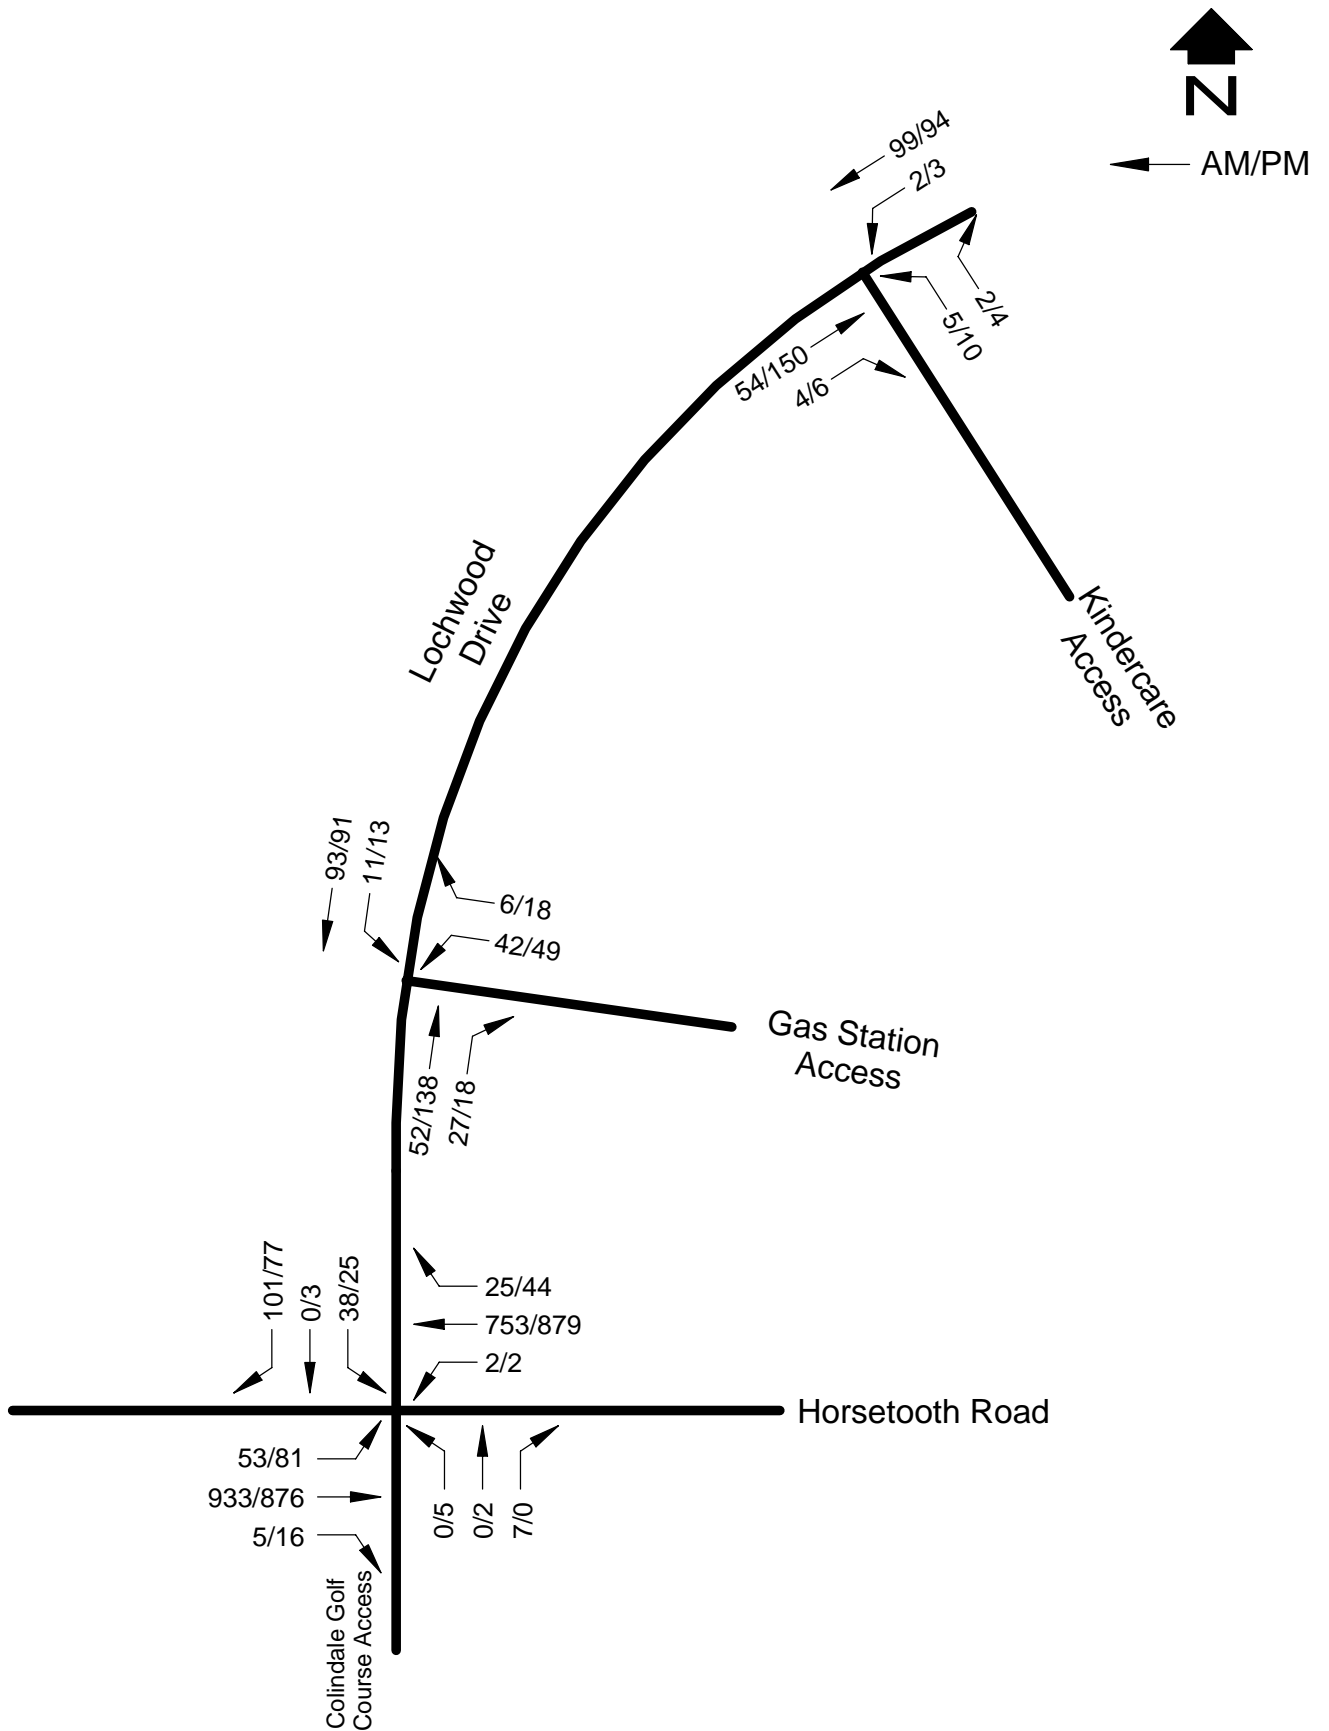 N
AM/PM
99/94
2/3
2/4
5/10
54/150
4/6
Kindercare
Access
Lochwood
Drive
93/91
11/13
6/18
42/49
Gas Station
Access
52/138
27/18
101/77
0/3
38/25
25/44
753/879
2/2
Horsetooth Road
53/81
933/876
5/16
0/5
0/2
7/0
Colindale Golf
Course Access